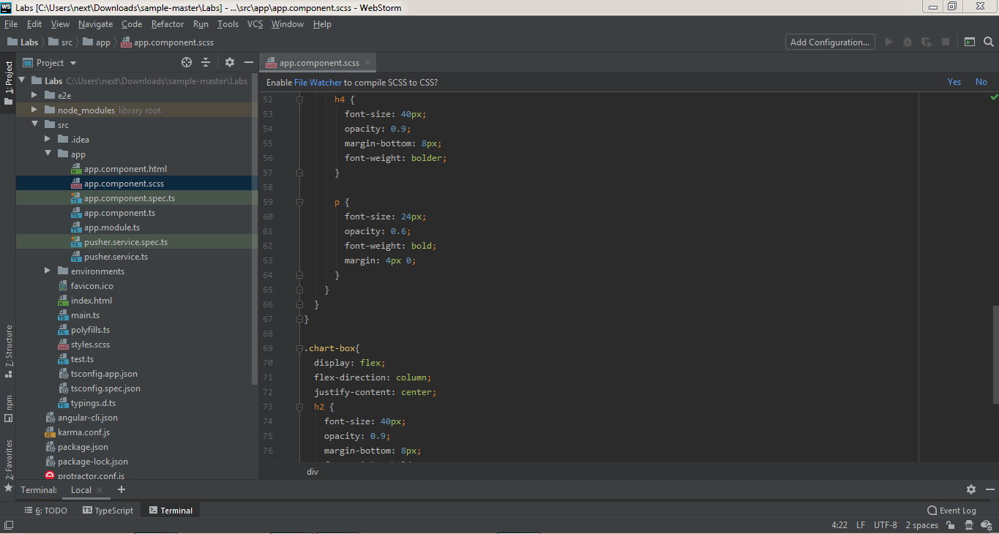 WS Labs [C:\Users\next\Downloads\sample-master\Labs] - ...\src\app\app.component.scss - WebStorm
File Edit View Navigate Code Refactor Run Tools VCS Window Help
Labs src app app.component.scss Add Configuration...
1: Project
Project
app.component.scss
Labs C:\Users\next\Downloads\sample-master\Labs
e2e
node_modules library root
src
.idea
app
app.component.html
app.component.scss
app.component.spec.ts
app.component.ts
app.module.ts
pusher.service.spec.ts
pusher.service.ts
environments
favicon.ico
index.html
main.ts
polyfills.ts
styles.scss
test.ts
tsconfig.app.json
tsconfig.spec.json
typings.d.ts
angular-cli.json
karma.conf.js
package.json
package-lock.json
protractor.conf.js
7: Structure
npm
2: Favorites
Enable File Watcher to compile SCSS to CSS? Yes No
52 h4 {
53 font-size: 40px;
54 opacity: 0.9;
55 margin-bottom: 8px;
56 font-weight: bolder;
57 }
58
59 p {
60 font-size: 24px;
61 opacity: 0.6;
62 font-weight: bold;
63 margin: 4px 0;
64 }
65 }
66 }
67 }
68
69 .chart-box{
70 display: flex;
71 flex-direction: column;
72 justify-content: center;
73 h2 {
74 font-size: 40px;
75 opacity: 0.9;
76 margin-bottom: 8px;
div
Terminal: Local
6: TODO TypeScript Terminal Event Log
4:22 LF UTF-8 2 spaces